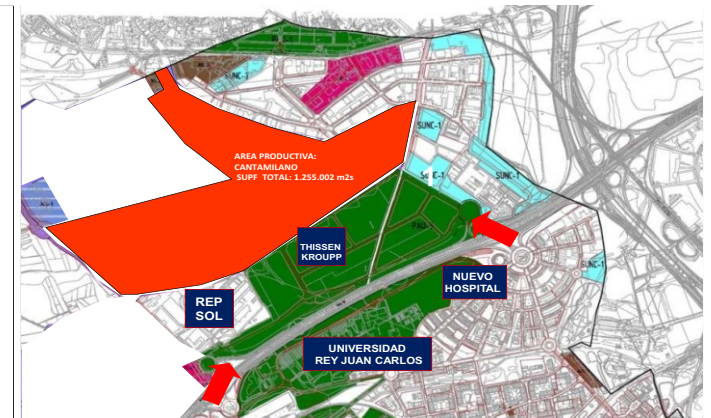 AREA PRODUCTIVA:
CANTAMILANO
SUPF TOTAL: 1.255.002 m2s
SUNC-1
SUNC-1
SUNC-1
SUNC-1
PAU-
THISSEN
KROUPP
NUEVO
HOSPITAL
REP
SOL
UNIVERSIDAD
REY JUAN CARLOS